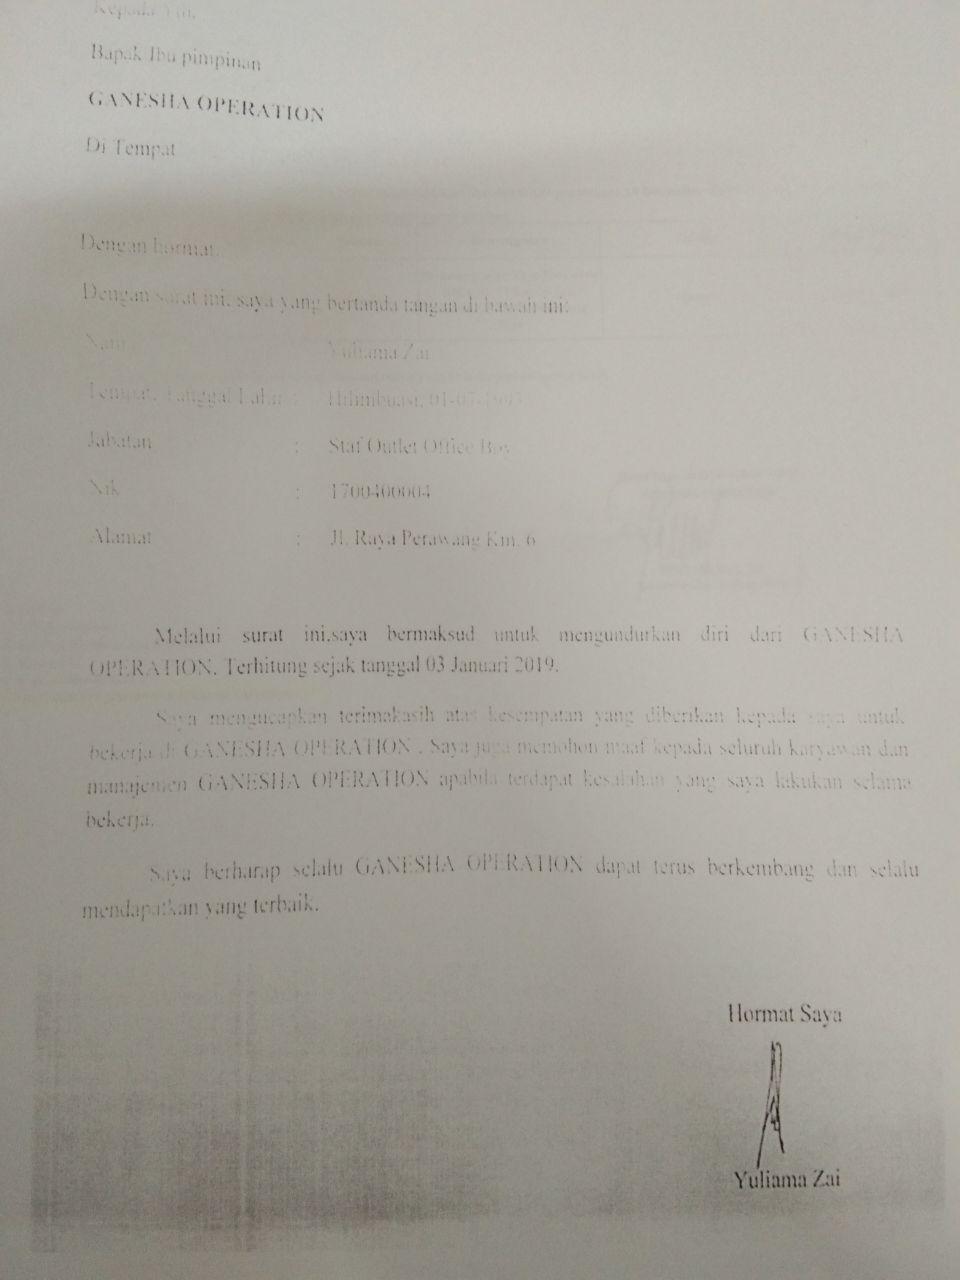 Kepada Yth,
Bapak Ibu pimpinan
GANESHA OPERATION
Di Tempat
Dengan hormat,
Dengan surat ini, saya yang bertanda tangan di bawah ini:
Yuliama Zai
Tempat, Tanggal Lahir : Hilimbuasi,
Jabatan : Staf Outlet Office Boy
Nik : 1700400004
Alamat : Jl. Raya Perawang Km. 6
Melalui surat ini.saya bermaksud untuk mengundurkan diri dari GANESHA
OPERATION. Terhitung sejak tanggal 03 Januari 2019.
Saya mengucapkan terimakasih atas kesempatan yang diberikan kepada saya untuk
bekerja di GANESHA OPERATION . Saya juga memohon maaf kepada seluruh karyawan dan
manajemen GANESHA OPERATION apabila terdapat kesalahan yang saya lakukan selama
bekerja.
Saya berharap selalu GANESHA OPERATION dapat terus berkembang dan selalu
mendapatkan yang terbaik.
Hormat Saya
Yuliama Zai